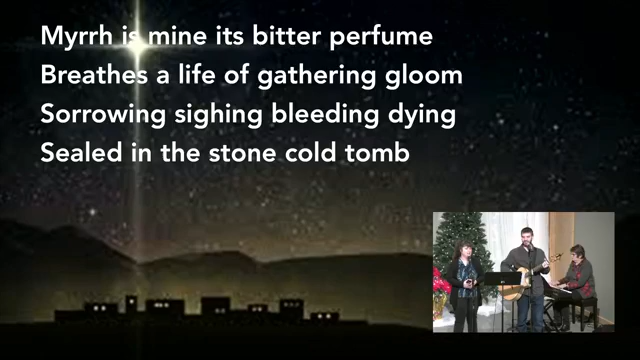 Myrrh is mine its bitter perfume
Breathes a life of gathering gloom
Sorrowing sighing bleeding dying
Sealed in the stone cold tomb